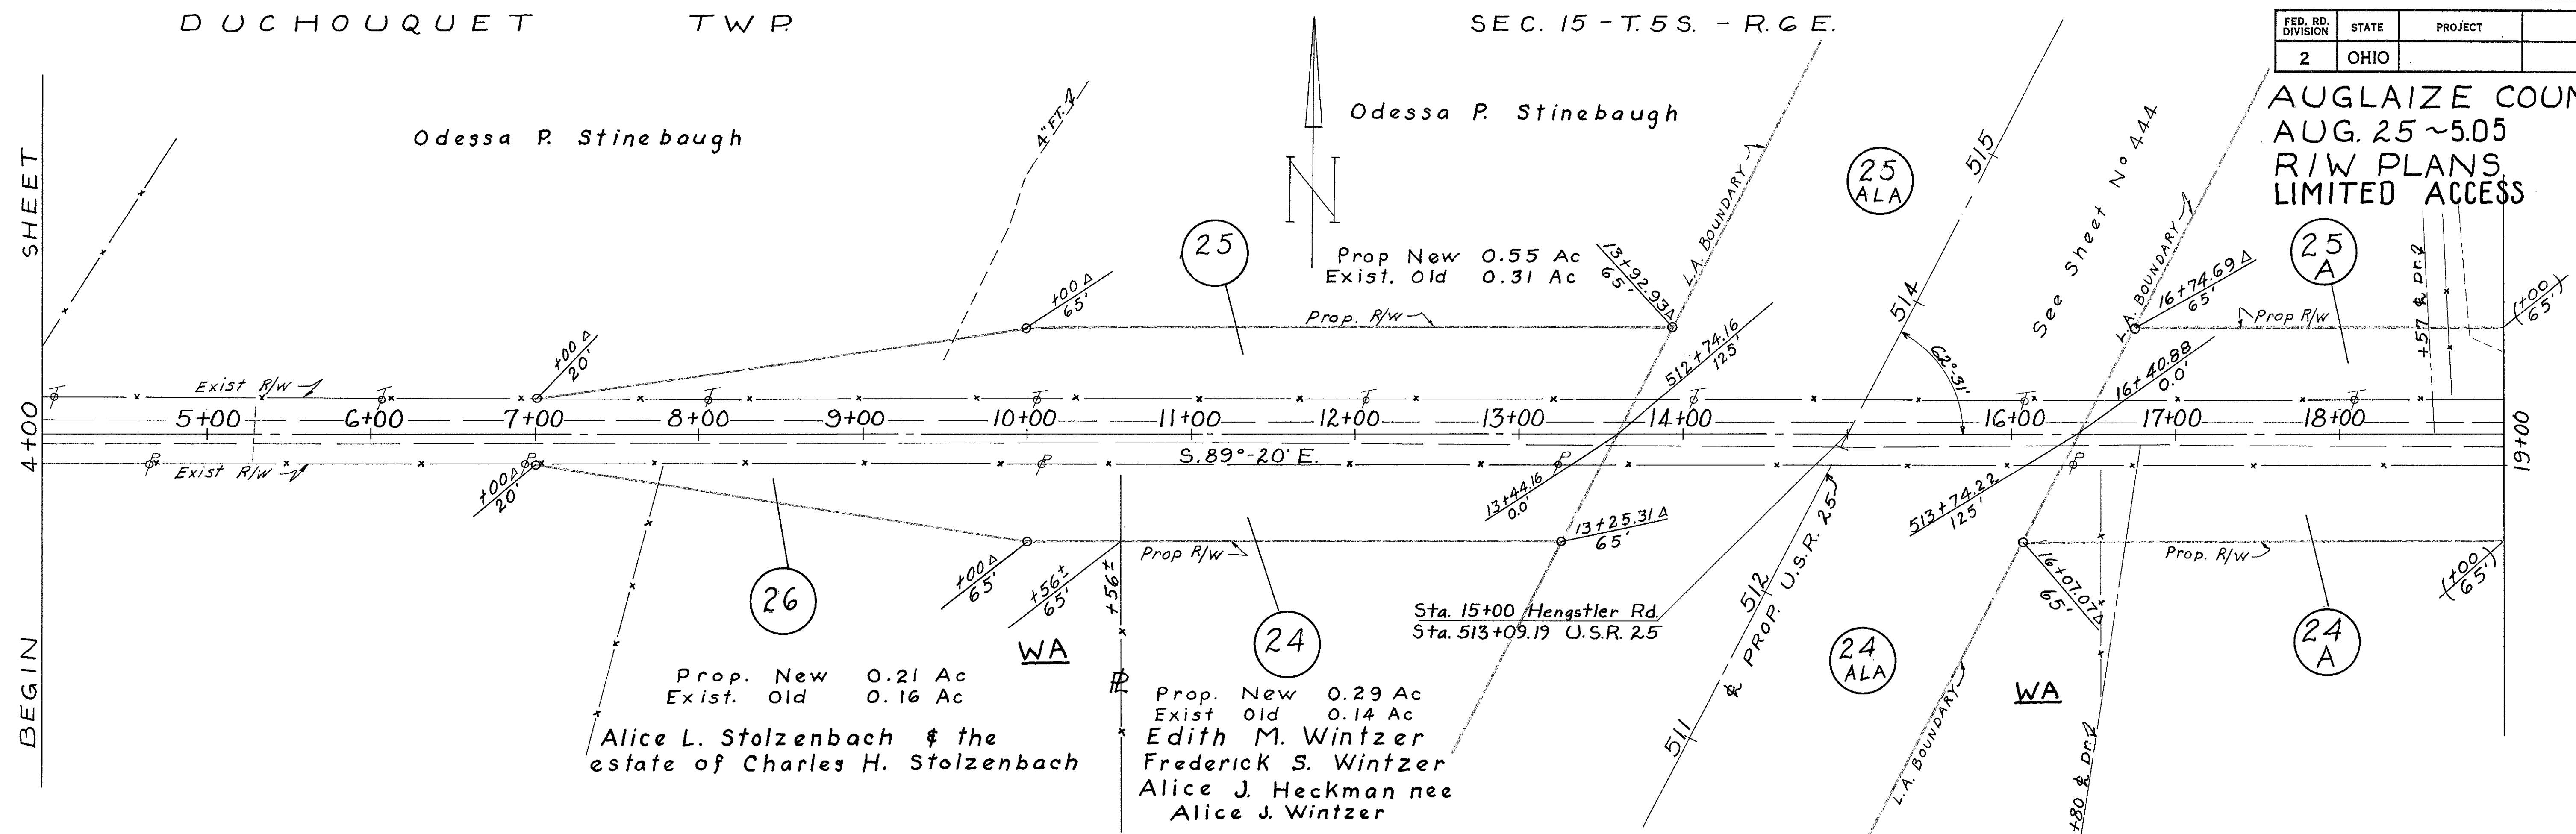 DUCHOUQUET TWP.
SEC. 15 - T. 5 S. - R. 6 E.
FED. RD. DIVISION STATE PROJECT
2 OHIO
AUGLAIZE COUN
AUG. 25 ~ 5.05
R/W PLANS
LIMITED ACCESS
Odessa P. Stinebaugh
4" F.T.
N
Odessa P. Stinebaugh
L.A. BOUNDARY
25 ALA
515
See Sheet Nº 444
L.A. BOUNDARY
25 A
+57 ℄ Dr.
25
Prop New 0.55 Ac
Exist. Old 0.31 Ac
13+92.93 Δ
65'
16+74.69 Δ
65'
(+00
65')
+00 Δ
65'
Prop. R/W
514
Prop R/W
+00 Δ
20'
512+74.16
125'
62°-31'
16+40.88
0.0'
SHEET
Exist R/W
4+00
5+00 6+00 7+00 8+00 9+00 10+00 11+00 12+00 13+00 14+00 16+00 17+00 18+00
19+00
S. 89°-20' E.
Exist R/W
+00 Δ
20'
13+44.16
0.0'
513+74.22
125'
13+25.31 Δ
65'
Prop R/W
Prop. R/W
+00 Δ
65'
+56±
65'
+56±
16+07.07 Δ
65'
(+00
65')
26
24
WA
Sta. 15+00 Hengstler Rd.
Sta. 513+09.19 U.S.R. 25
512
℄ PROP. U.S.R. 25
511
24 ALA
L.A. BOUNDARY
WA
24 A
+80 ℄ Dr.
BEGIN
Prop. New 0.21 Ac
Exist. Old 0.16 Ac
Alice L. Stolzenbach & the
estate of Charles H. Stolzenbach
PL
Prop. New 0.29 Ac
Exist Old 0.14 Ac
Edith M. Wintzer
Frederick S. Wintzer
Alice J. Heckman nee
Alice J. Wintzer